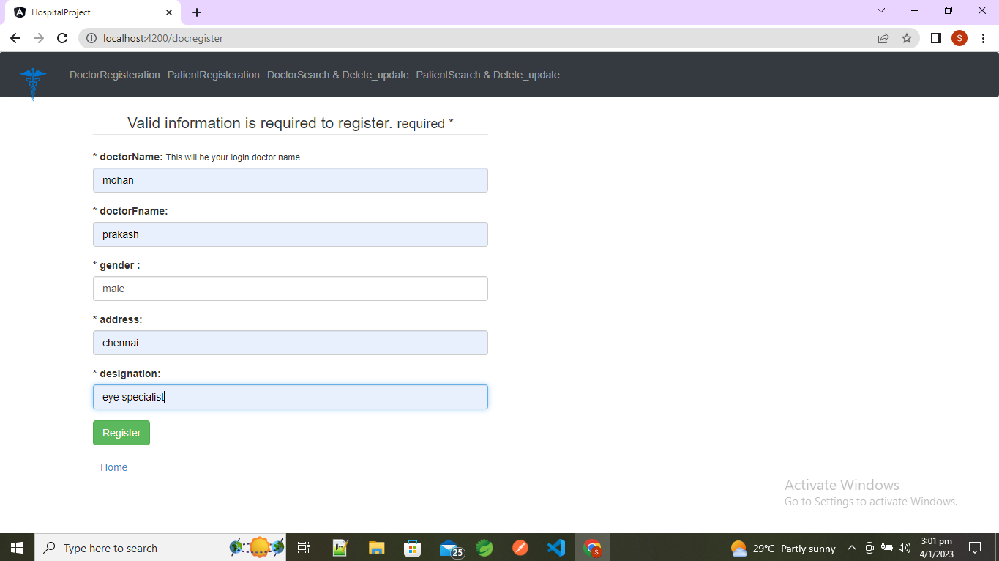 HospitalProject
localhost:4200/docregister
S
DoctorRegisteration PatientRegisteration DoctorSearch & Delete_update PatientSearch & Delete_update
Valid information is required to register. required *
* doctorName: This will be your login doctor name
mohan
* doctorFname:
prakash
* gender :
male
* address:
chennai
* designation:
eye specialist
Register
Home
Activate Windows
Go to Settings to activate Windows.
Type here to search
25
S
29°C Partly sunny
3:01 pm
4/1/2023